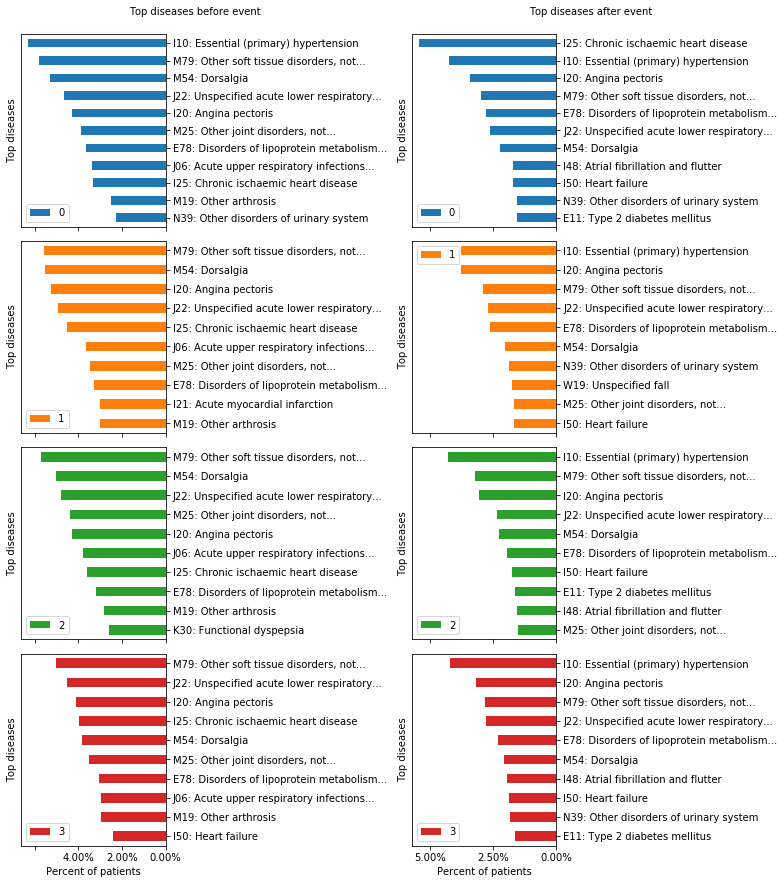 Top diseases before event
Top diseases
I10: Essential (primary) hypertension
M79: Other soft tissue disorders, not...
M54: Dorsalgia
J22: Unspecified acute lower respiratory...
I20: Angina pectoris
M25: Other joint disorders, not...
E78: Disorders of lipoprotein metabolism...
J06: Acute upper respiratory infections...
I25: Chronic ischaemic heart disease
M19: Other arthrosis
N39: Other disorders of urinary system
0
Top diseases
M79: Other soft tissue disorders, not...
M54: Dorsalgia
I20: Angina pectoris
J22: Unspecified acute lower respiratory...
I25: Chronic ischaemic heart disease
J06: Acute upper respiratory infections...
M25: Other joint disorders, not...
E78: Disorders of lipoprotein metabolism...
I21: Acute myocardial infarction
M19: Other arthrosis
1
Top diseases
M79: Other soft tissue disorders, not...
M54: Dorsalgia
J22: Unspecified acute lower respiratory...
M25: Other joint disorders, not...
I20: Angina pectoris
J06: Acute upper respiratory infections...
I25: Chronic ischaemic heart disease
E78: Disorders of lipoprotein metabolism...
M19: Other arthrosis
K30: Functional dyspepsia
2
Top diseases
M79: Other soft tissue disorders, not...
J22: Unspecified acute lower respiratory...
I20: Angina pectoris
I25: Chronic ischaemic heart disease
M54: Dorsalgia
M25: Other joint disorders, not...
E78: Disorders of lipoprotein metabolism...
J06: Acute upper respiratory infections...
M19: Other arthrosis
I50: Heart failure
3
4.00% 2.00% 0.00%
Percent of patients
Top diseases after event
Top diseases
I25: Chronic ischaemic heart disease
I10: Essential (primary) hypertension
I20: Angina pectoris
M79: Other soft tissue disorders, not...
E78: Disorders of lipoprotein metabolism...
J22: Unspecified acute lower respiratory...
M54: Dorsalgia
I48: Atrial fibrillation and flutter
I50: Heart failure
N39: Other disorders of urinary system
E11: Type 2 diabetes mellitus
0
Top diseases
1
I10: Essential (primary) hypertension
I20: Angina pectoris
M79: Other soft tissue disorders, not...
J22: Unspecified acute lower respiratory...
E78: Disorders of lipoprotein metabolism...
M54: Dorsalgia
N39: Other disorders of urinary system
W19: Unspecified fall
M25: Other joint disorders, not...
I50: Heart failure
Top diseases
I10: Essential (primary) hypertension
M79: Other soft tissue disorders, not...
I20: Angina pectoris
J22: Unspecified acute lower respiratory...
M54: Dorsalgia
E78: Disorders of lipoprotein metabolism...
I50: Heart failure
E11: Type 2 diabetes mellitus
I48: Atrial fibrillation and flutter
M25: Other joint disorders, not...
2
Top diseases
I10: Essential (primary) hypertension
I20: Angina pectoris
M79: Other soft tissue disorders, not...
J22: Unspecified acute lower respiratory...
E78: Disorders of lipoprotein metabolism...
M54: Dorsalgia
I48: Atrial fibrillation and flutter
I50: Heart failure
N39: Other disorders of urinary system
E11: Type 2 diabetes mellitus
3
5.00% 2.50% 0.00%
Percent of patients